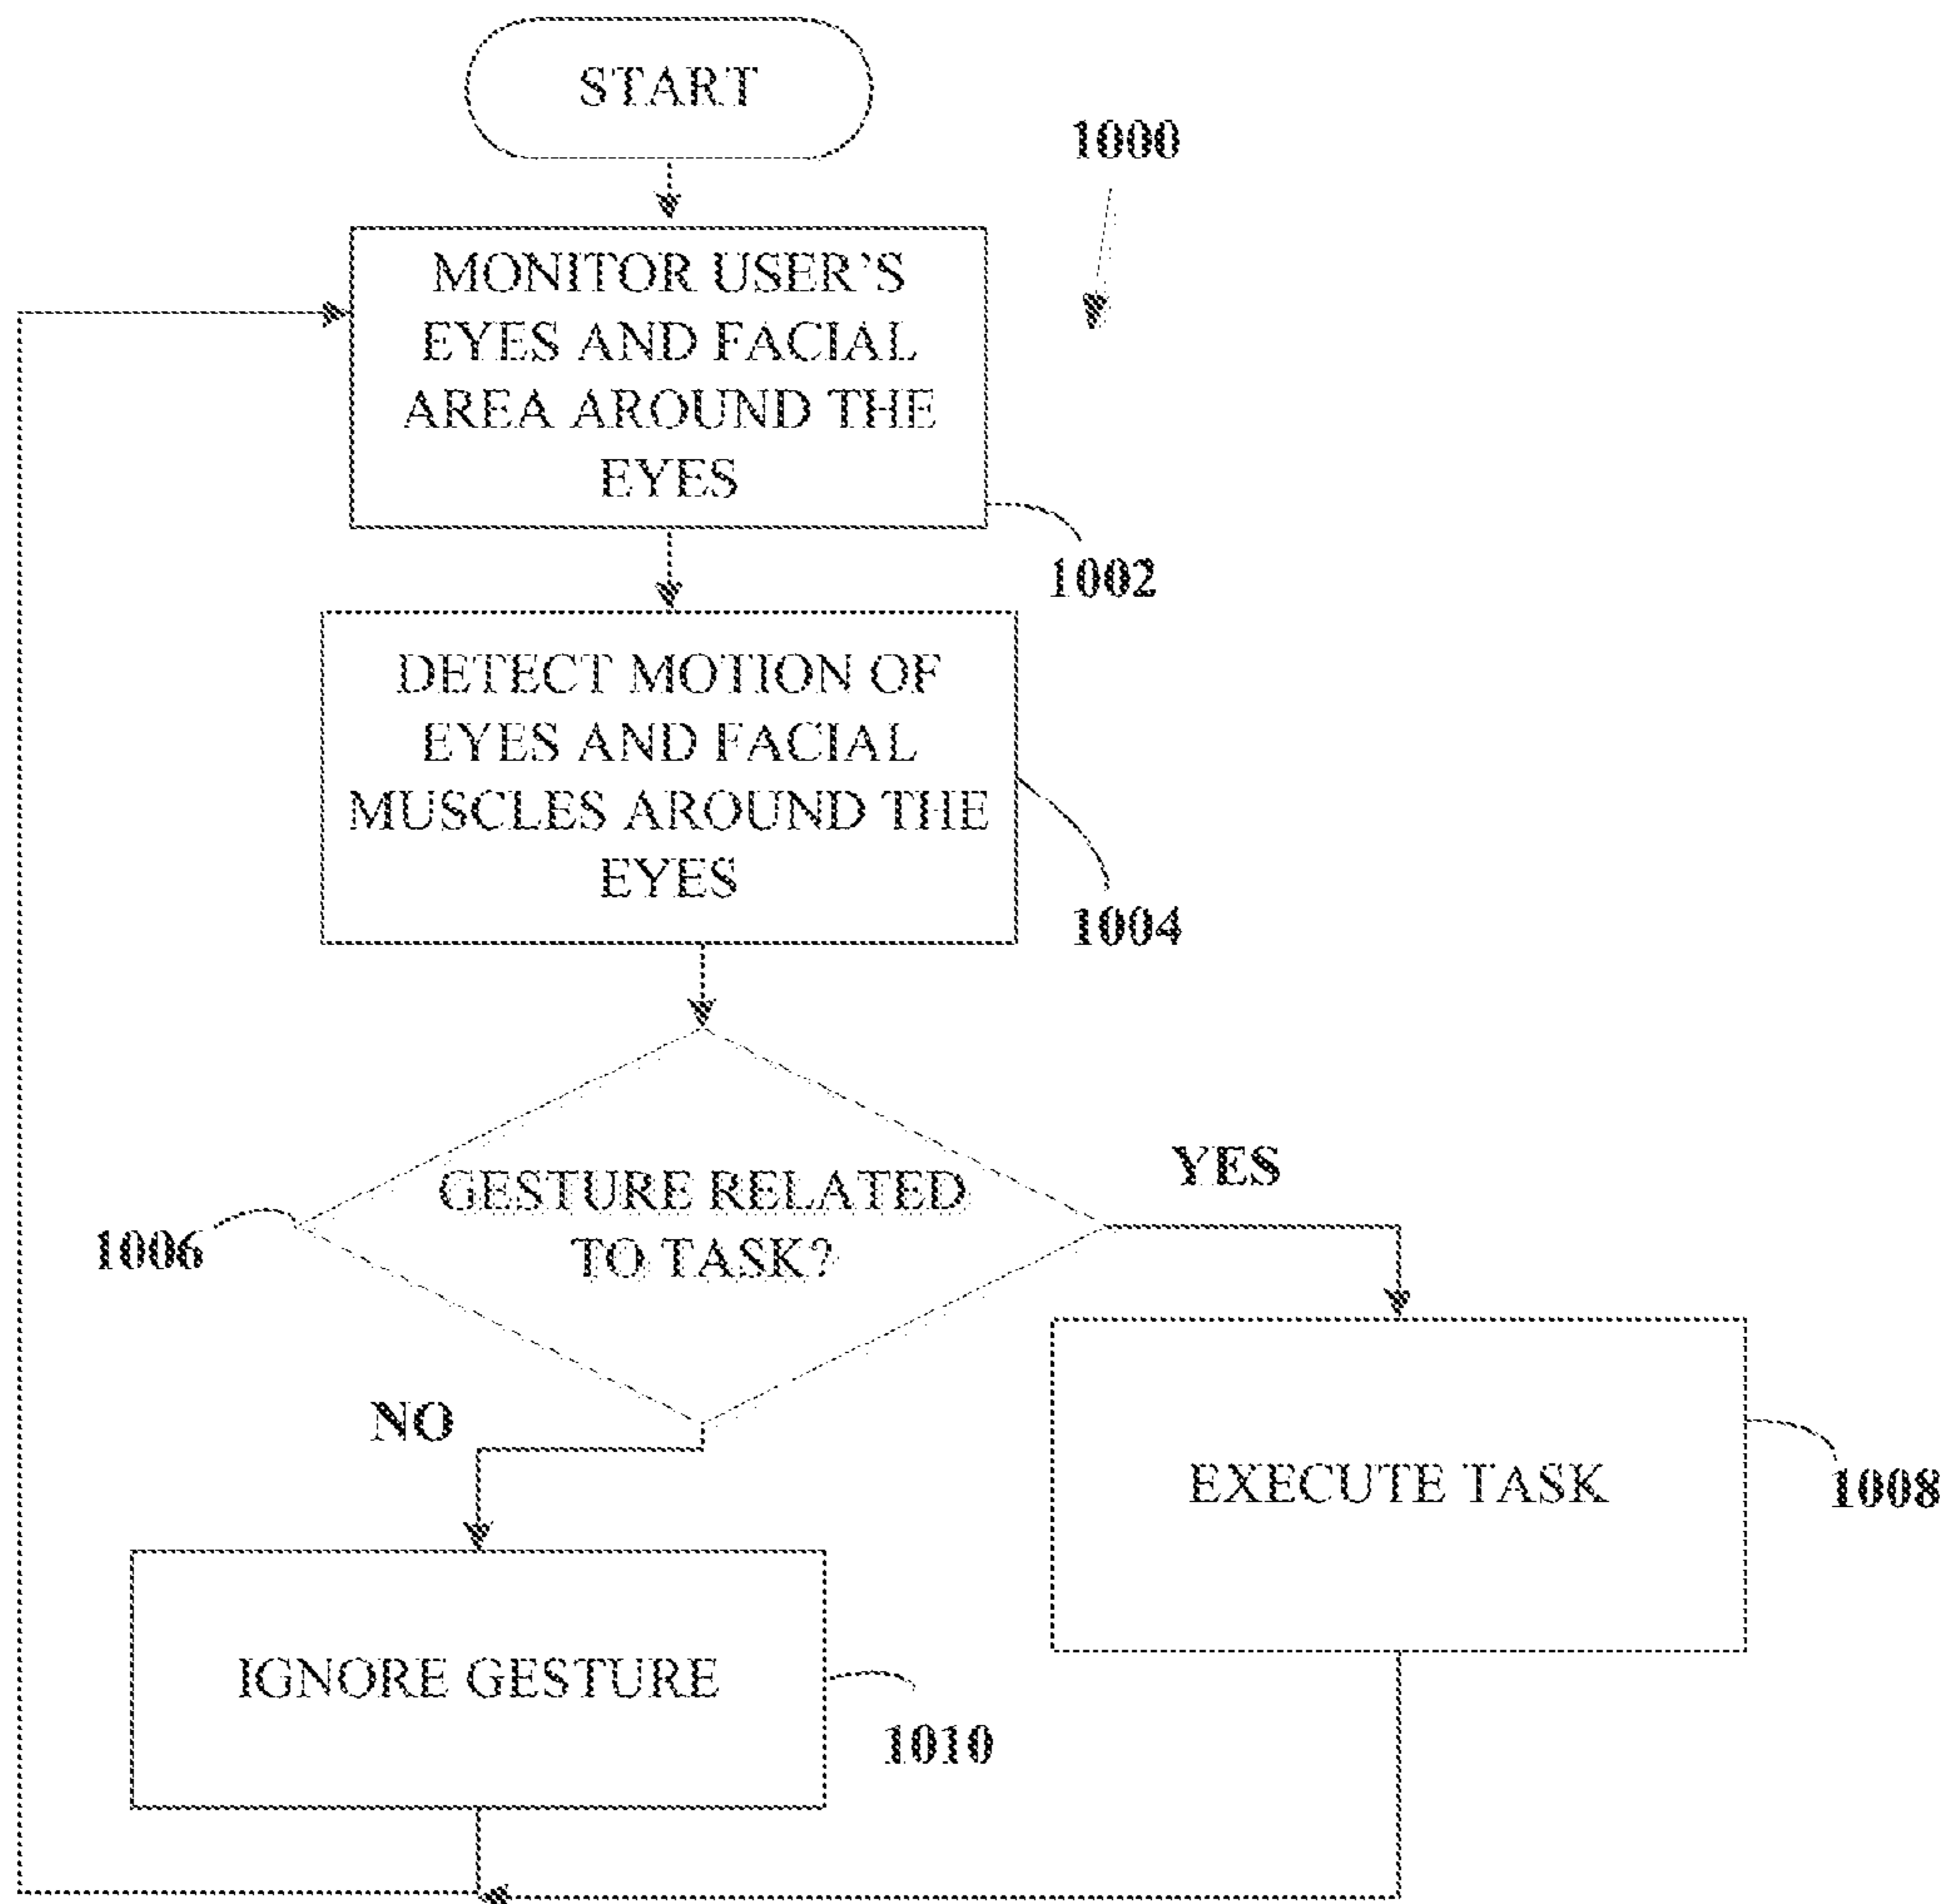 START
1000
MONITOR USER'S
EYES AND FACIAL
AREA AROUND THE
EYES
1002
DETECT MOTION OF
EYES AND FACIAL
MUSCLES AROUND THE
EYES
1004
GESTURE RELATED
TO TASK?
YES
1006
NO
EXECUTE TASK
1008
IGNORE GESTURE
1010